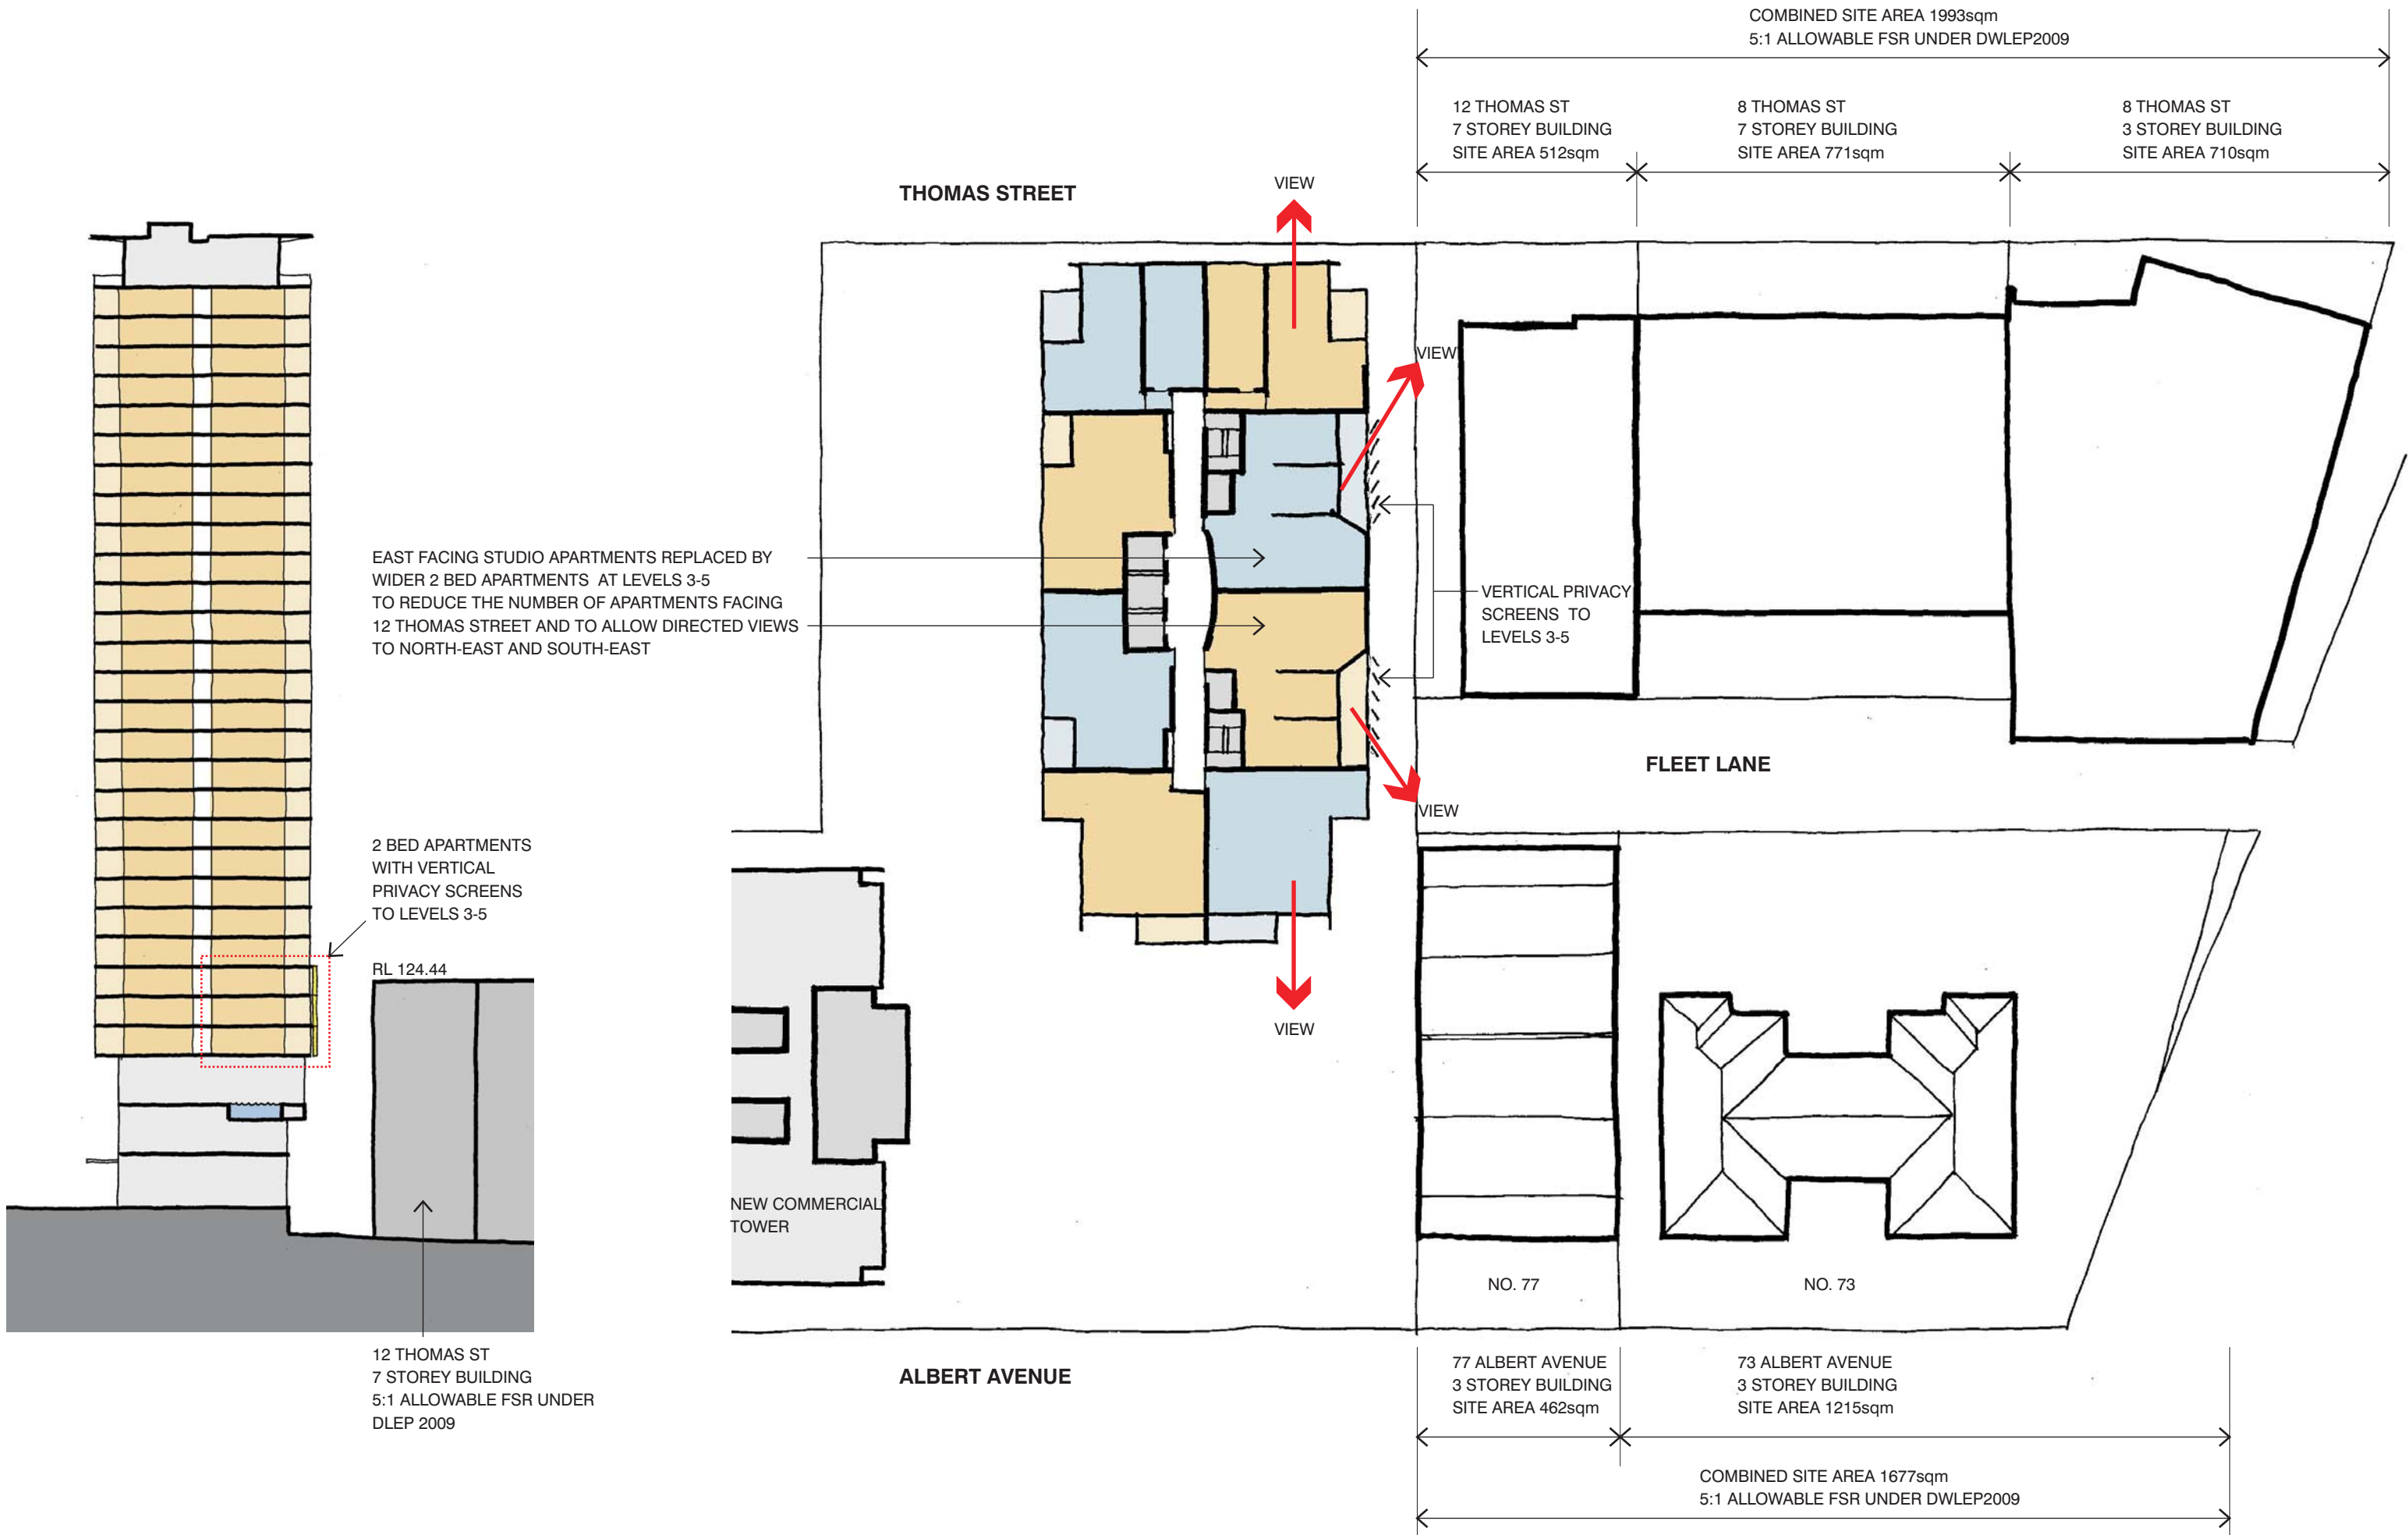 COMBINED SITE AREA 1993sqm
5:1 ALLOWABLE FSR UNDER DWLEP2009
12 THOMAS ST
7 STOREY BUILDING
SITE AREA 512sqm
8 THOMAS ST
7 STOREY BUILDING
SITE AREA 771sqm
8 THOMAS ST
3 STOREY BUILDING
SITE AREA 710sqm
THOMAS STREET
VIEW
VIEW
EAST FACING STUDIO APARTMENTS REPLACED BY
WIDER 2 BED APARTMENTS AT LEVELS 3-5
TO REDUCE THE NUMBER OF APARTMENTS FACING
12 THOMAS STREET AND TO ALLOW DIRECTED VIEWS
TO NORTH-EAST AND SOUTH-EAST
VERTICAL PRIVACY
SCREENS TO
LEVELS 3-5
FLEET LANE
VIEW
2 BED APARTMENTS
WITH VERTICAL
PRIVACY SCREENS
TO LEVELS 3-5
RL 124.44
VIEW
NEW COMMERCIAL
TOWER
NO. 77
NO. 73
12 THOMAS ST
7 STOREY BUILDING
5:1 ALLOWABLE FSR UNDER
DLEP 2009
ALBERT AVENUE
77 ALBERT AVENUE
3 STOREY BUILDING
SITE AREA 462sqm
73 ALBERT AVENUE
3 STOREY BUILDING
SITE AREA 1215sqm
COMBINED SITE AREA 1677sqm
5:1 ALLOWABLE FSR UNDER DWLEP2009